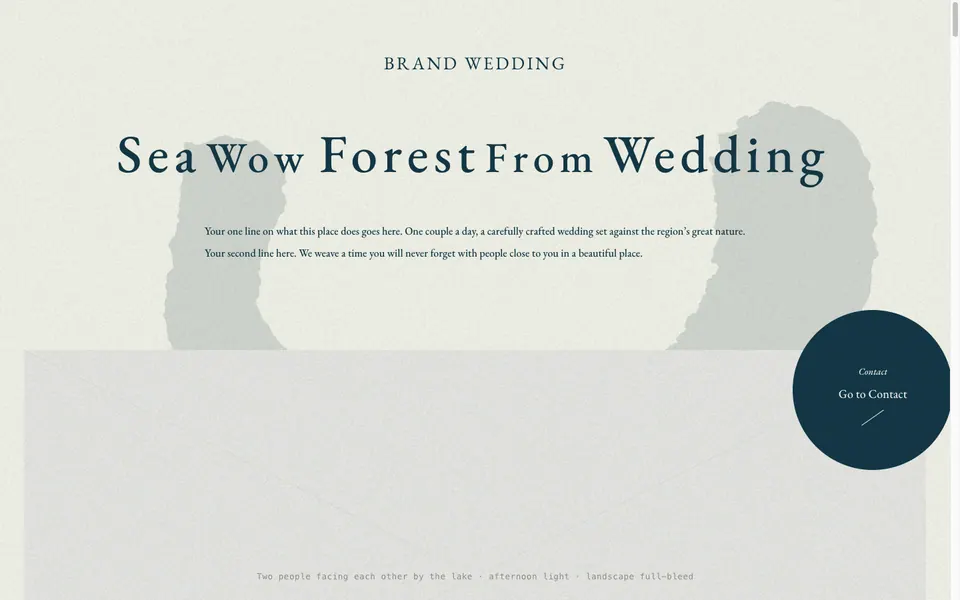 BRAND WEDDING
Sea Wow Forest From Wedding
Your one line on what this place does goes here. One couple a day, a carefully crafted wedding set against the region’s great nature.
Your second line here. We weave a time you will never forget with people close to you in a beautiful place.
Contact
Go to Contact
Two people facing each other by the lake · afternoon light · landscape full-bleed